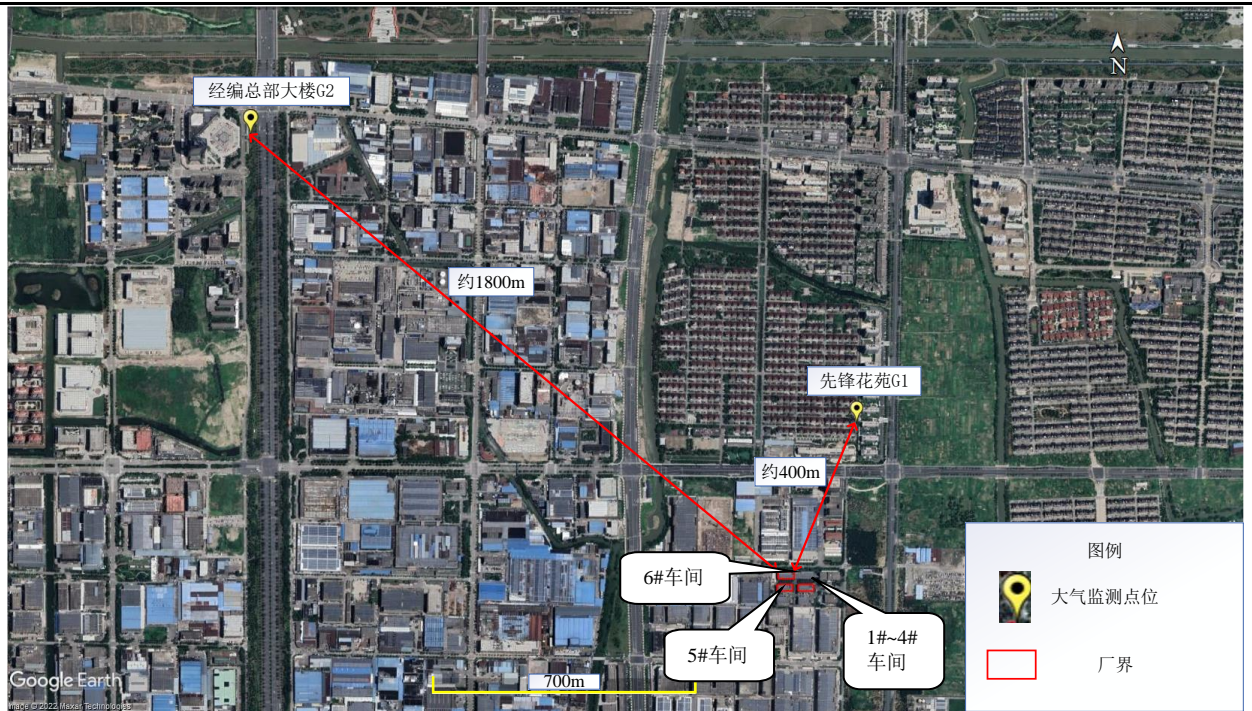 N
经编总部大楼G2
约1800m
先锋花苑G1
约400m
6#车间
5#车间
1#~4#
车间
700m
图例
大气监测点位
厂界
Google Earth
Image © 2022 Maxar Technologies